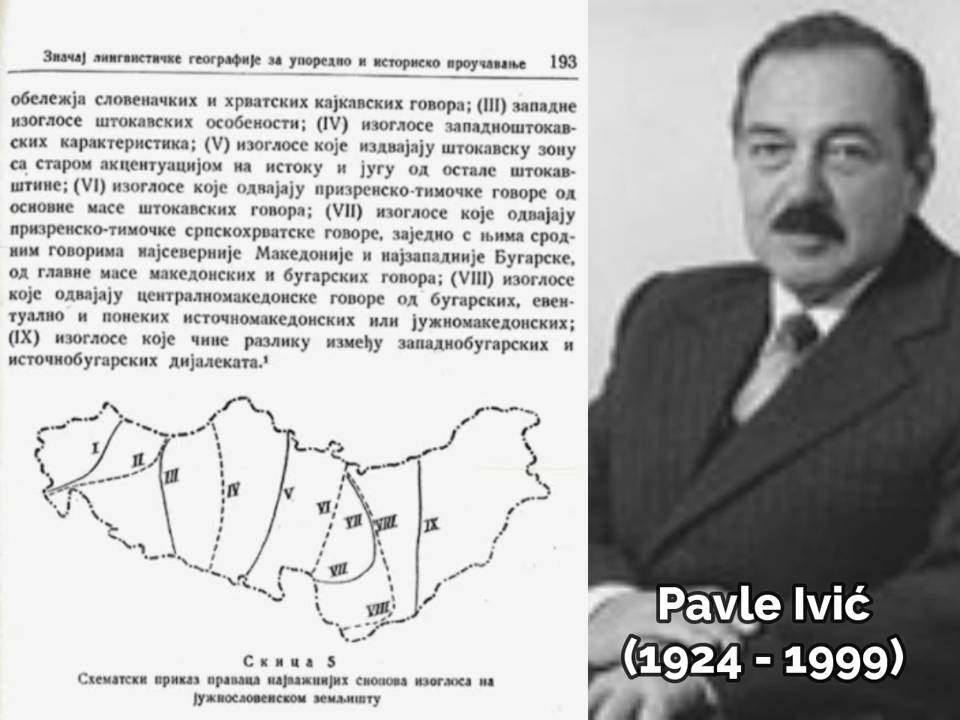 Значај лингвистичке географије за упоредно и историско проучавање 193
обележја словеначких и хрватских кајкавских говора; (III) западне
изоглосе штокавских особености; (IV) изоглосе западноштокав-
ских карактеристика; (V) изоглосе које издвајају штокавску зону
са старом акцентуацијом на истоку и југу од остале штокав-
штине; (VI) изоглосе које одвајају призренско-тимочке говоре од
основне масе штокавских говора; (VII) изоглосе које одвајају
призренско-тимочке српскохрватске говоре, заједно с њима срод-
ним говорима најсеверније Македоније и најзападније Бугарске,
од главне масе македонских и бугарских говора; (VIII) изоглосе
које одвајају централномакедонске говоре од бугарских, евен-
туално и понеких источномакедонских или јужномакедонских;
(IX) изоглосе које чине разлику између западнобугарских и
источнобугарских дијалеката.¹
I
II
III
IV
V
VI
VII
VIII
IX
VII
VIII
Скица 5
Схематски приказ праваца најважнијих снопова изоглоса на
јужнословенском земљишту
Pavle Ivić
(1924 - 1999)